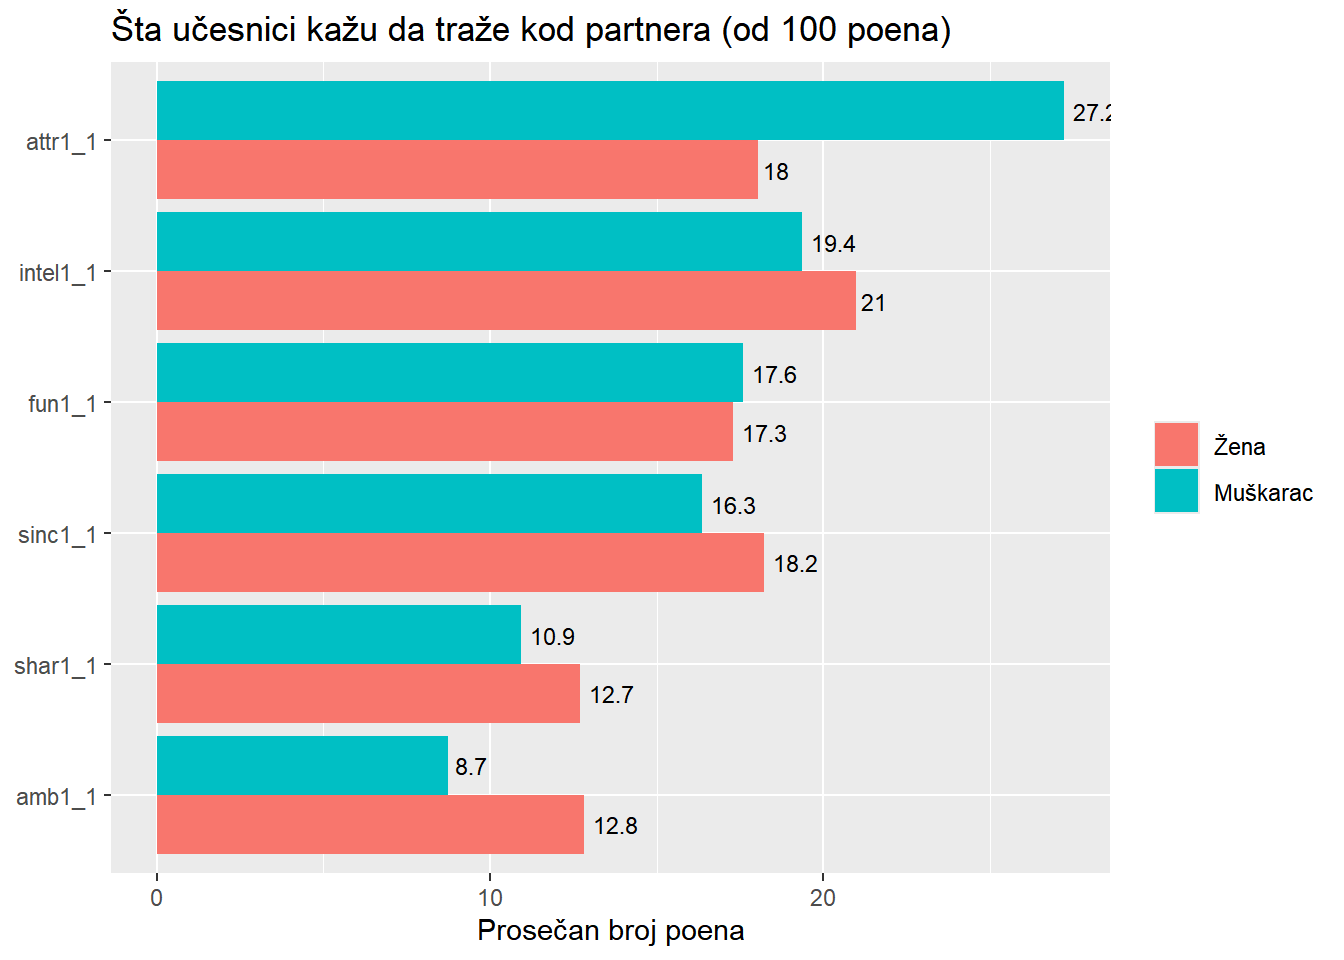 Šta učesnici kažu da traže kod partnera (od 100 poena)
attr1_1
27.2
18
intel1_1
19.4
21
fun1_1
17.6
17.3
sinc1_1
16.3
18.2
shar1_1
10.9
12.7
amb1_1
8.7
12.8
0 10 20
Prosečan broj poena
Žena
Muškarac